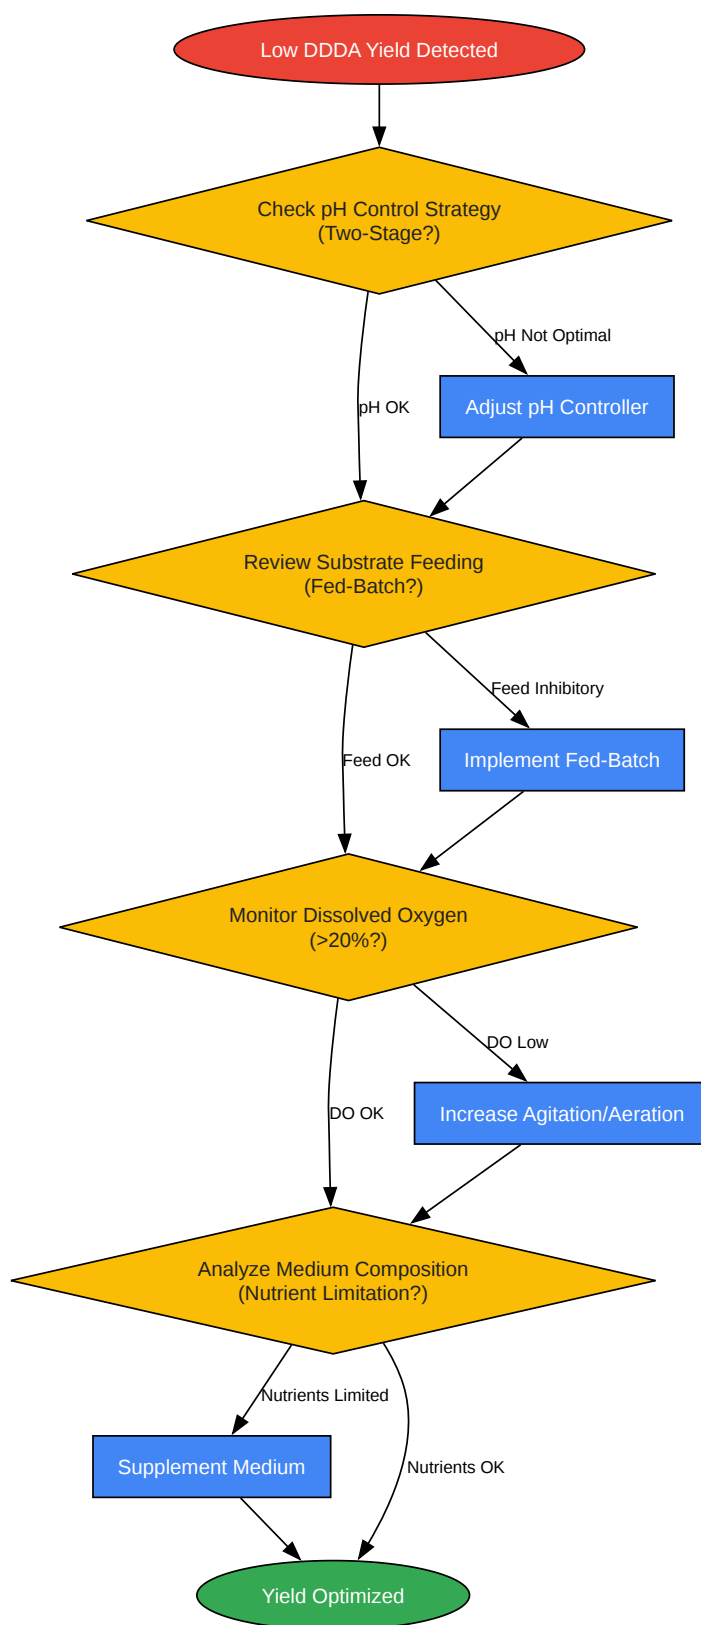 Low DDDA Yield Detected
Check pH Control Strategy
(Two-Stage?)
pH Not Optimal
pH OK
Adjust pH Controller
Review Substrate Feeding
(Fed-Batch?)
Feed Inhibitory
Feed OK
Implement Fed-Batch
Monitor Dissolved Oxygen
(>20%?)
DO Low
DO OK
Increase Agitation/Aeration
Analyze Medium Composition
(Nutrient Limitation?)
Nutrients Limited
Supplement Medium
Nutrients OK
Yield Optimized